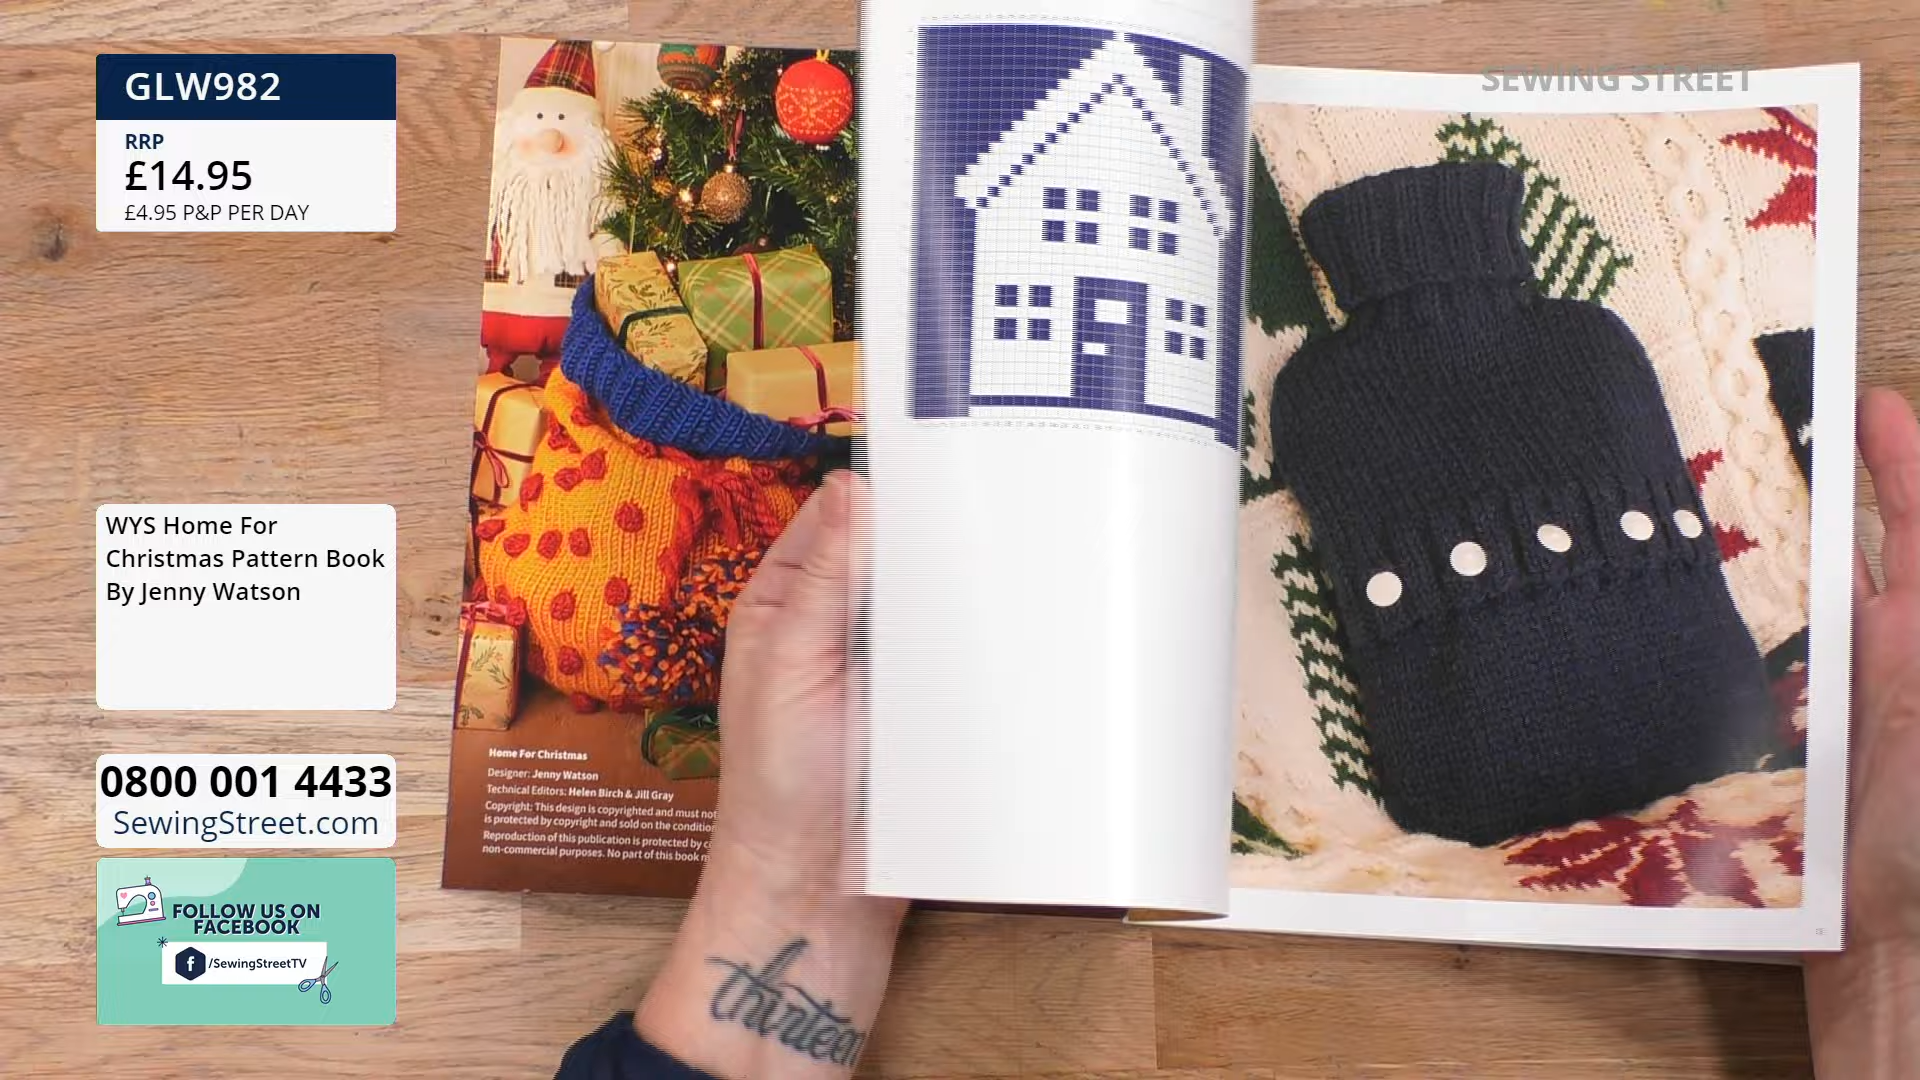 GLW982
RRP
£14.95
£4.95 P&P PER DAY
SEWING STREET
WYS Home For
Christmas Pattern Book
By Jenny Watson
0800 001 4433
SewingStreet.com
FOLLOW US ON
FACEBOOK
f /SewingStreetTV
Home For Christmas
Designer: Jenny Watson
Technical Editors: Helen Birch & Jill Gray
Copyright: This design is copyrighted and must not
is protected by copyright and sold on the condition
Reproduction of this publication is protected by
non-commercial purposes. No part of this book
thirteen